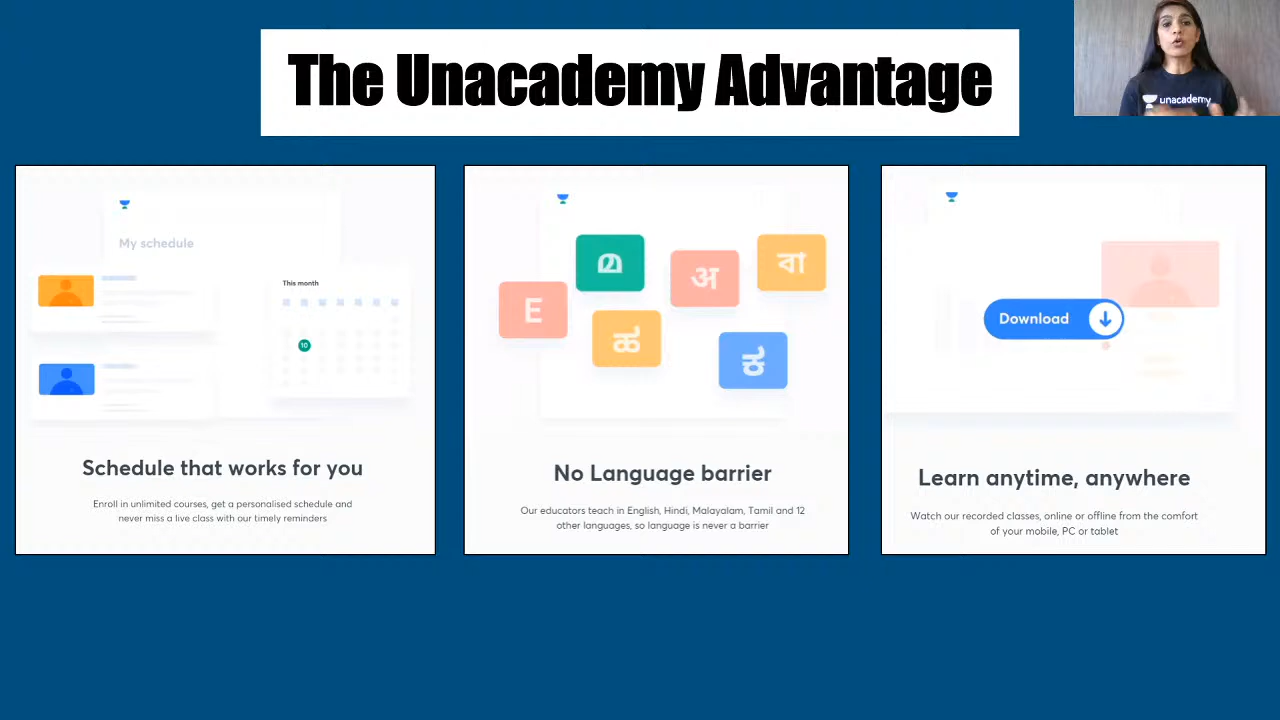 The Unacademy Advantage
unacademy
My schedule
This month
10
Schedule that works for you
Enroll in unlimited courses, get a personalised schedule and
never miss a live class with our timely reminders
മ
अ
বা
E
ಕ
No Language barrier
Our educators teach in English, Hindi, Malayalam, Tamil and 12
other languages, so language is never a barrier
Download
Learn anytime, anywhere
Watch our recorded classes, online or offline from the comfort
of your mobile, PC or tablet